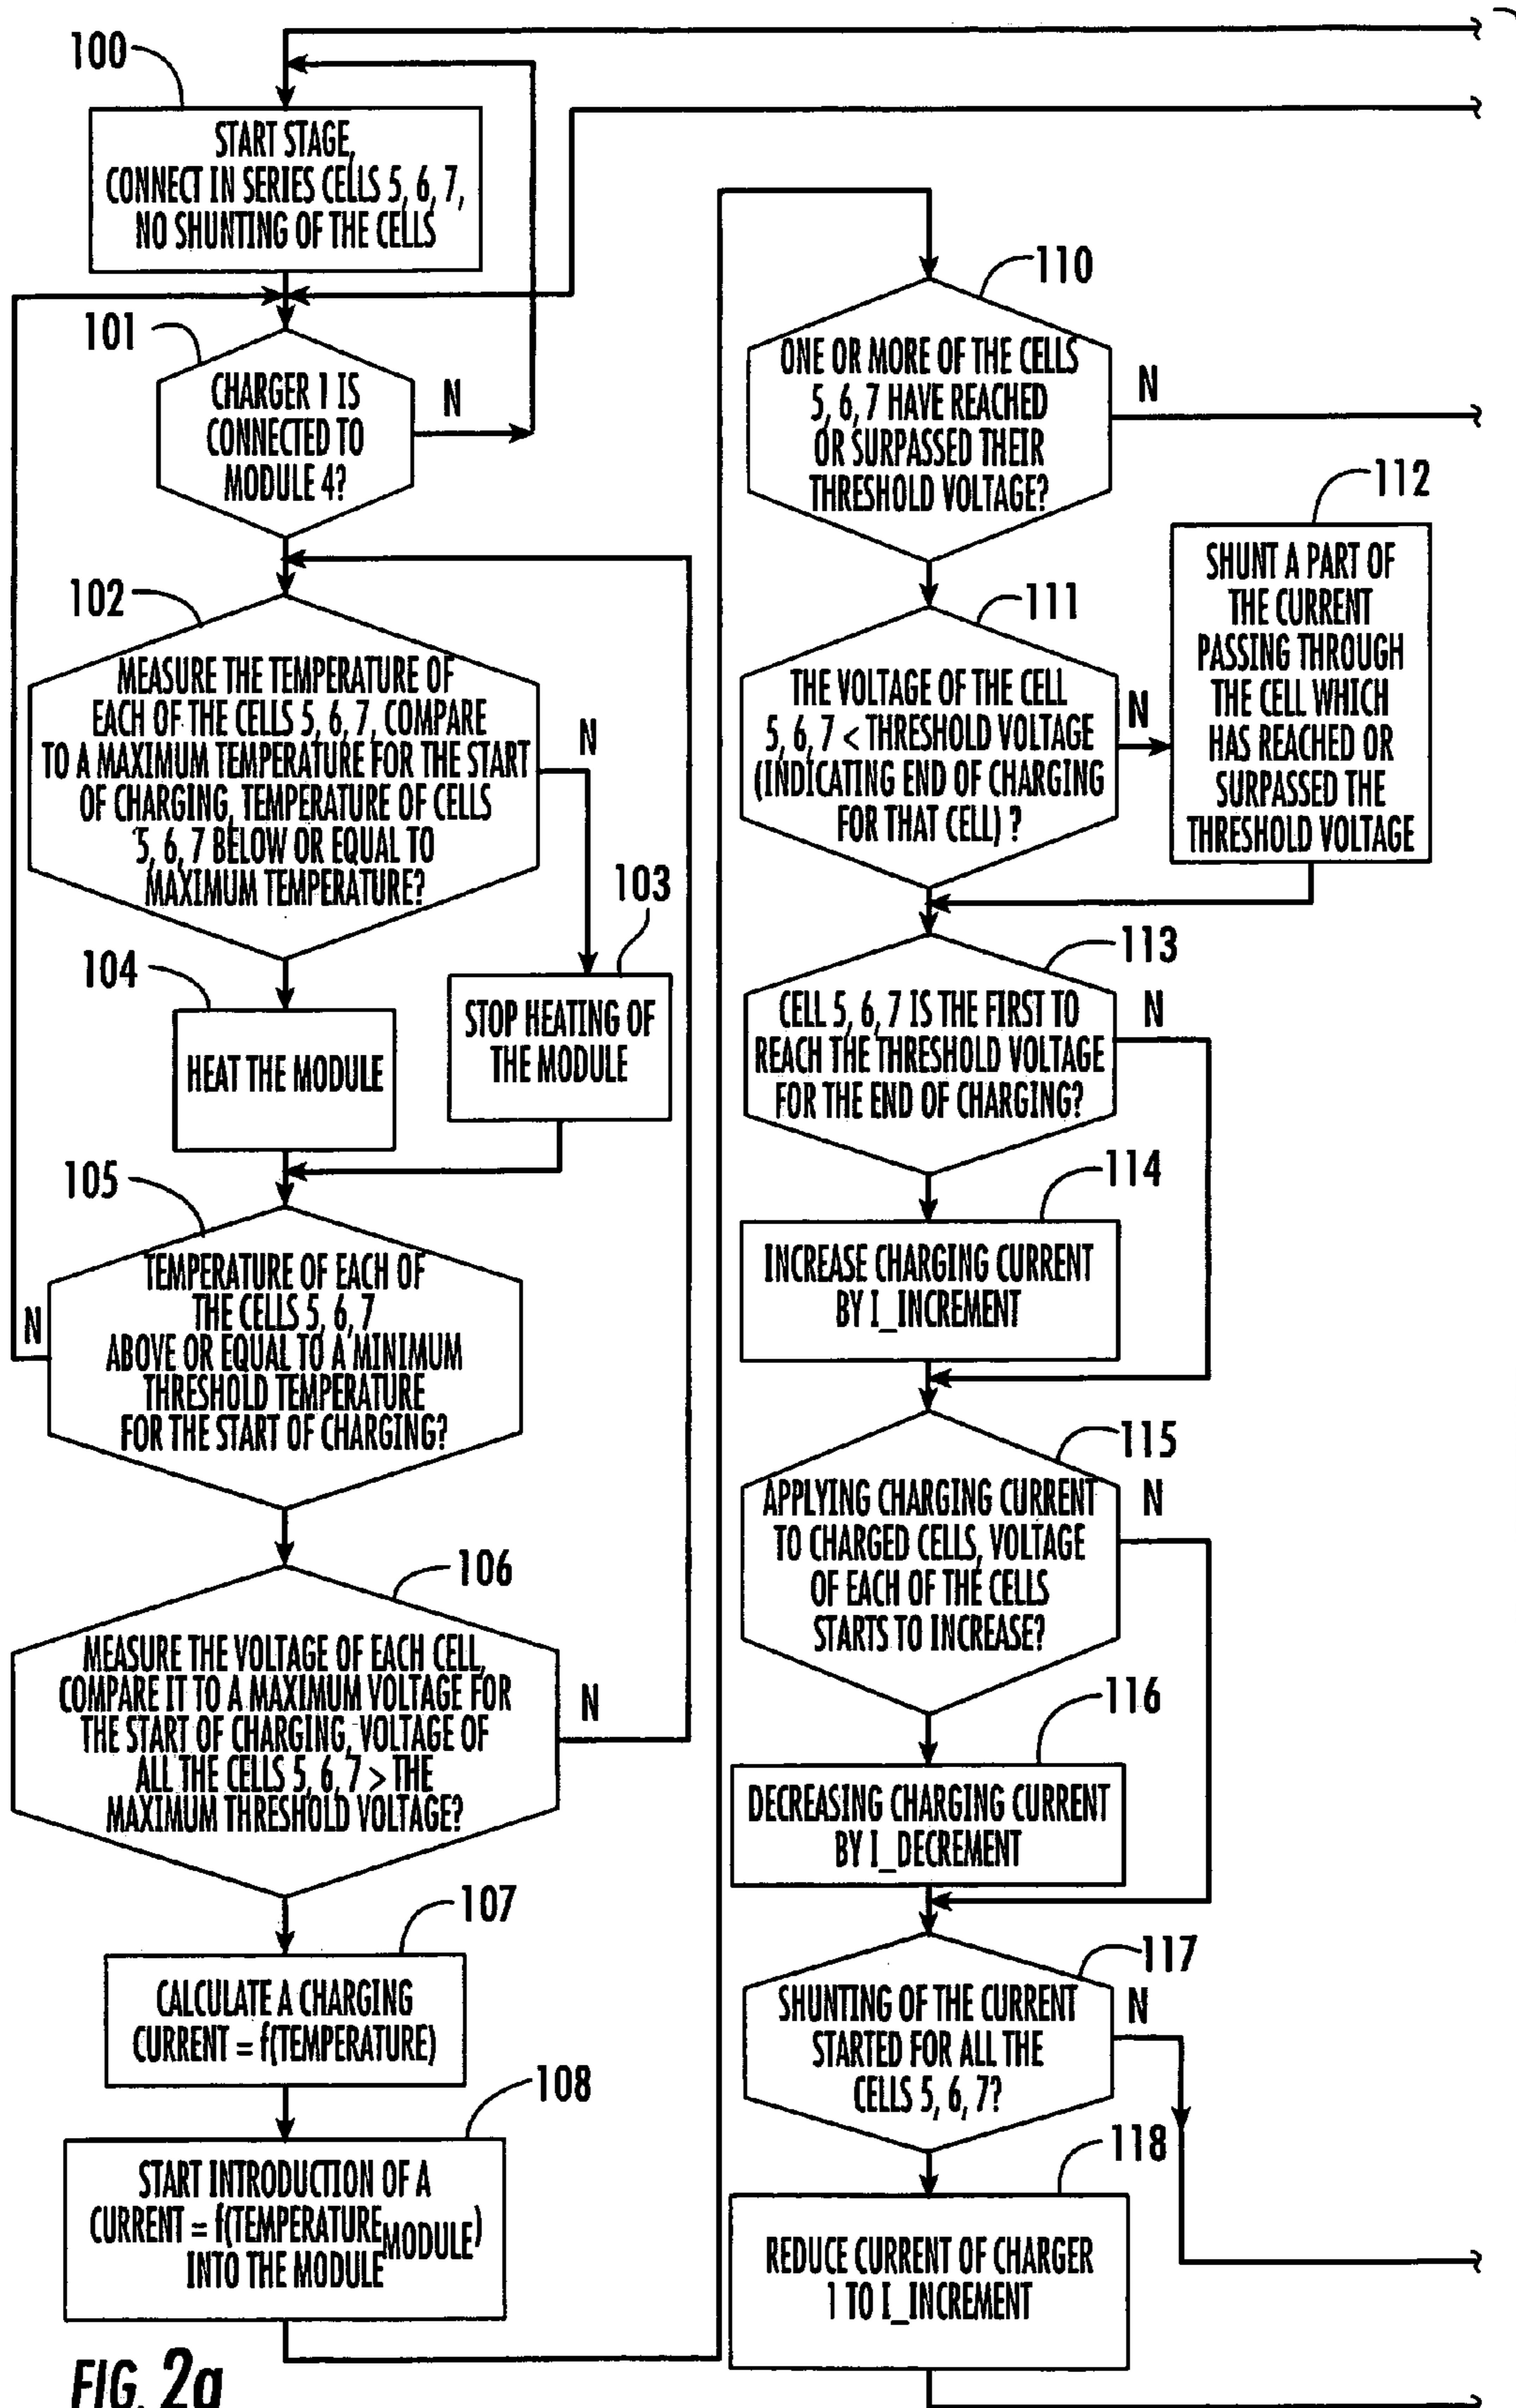 100
START STAGE,
CONNECT IN SERIES CELLS 5, 6, 7,
NO SHUNTING OF THE CELLS
101
CHARGER 1 IS
CONNECTED TO
MODULE 4?
N
102
MEASURE THE TEMPERATURE OF
EACH OF THE CELLS 5, 6, 7, COMPARE
TO A MAXIMUM TEMPERATURE FOR THE START
OF CHARGING, TEMPERATURE OF CELLS
5, 6, 7 BELOW OR EQUAL TO
MAXIMUM TEMPERATURE?
N
103
STOP HEATING OF
THE MODULE
104
HEAT THE MODULE
105
TEMPERATURE OF EACH OF
THE CELLS 5, 6, 7
ABOVE OR EQUAL TO A MINIMUM
THRESHOLD TEMPERATURE
FOR THE START OF CHARGING?
N
106
MEASURE THE VOLTAGE OF EACH CELL,
COMPARE IT TO A MAXIMUM VOLTAGE FOR
THE START OF CHARGING, VOLTAGE OF
ALL THE CELLS 5, 6, 7 > THE
MAXIMUM THRESHOLD VOLTAGE?
N
107
CALCULATE A CHARGING
CURRENT = f(TEMPERATURE)
108
START INTRODUCTION OF A
CURRENT = f(TEMPERATURE MODULE)
INTO THE MODULE
110
ONE OR MORE OF THE CELLS
5, 6, 7 HAVE REACHED
OR SURPASSED THEIR
THRESHOLD VOLTAGE?
N
111
THE VOLTAGE OF THE CELL
5, 6, 7 < THRESHOLD VOLTAGE
(INDICATING END OF CHARGING
FOR THAT CELL) ?
N
112
SHUNT A PART OF
THE CURRENT
PASSING THROUGH
THE CELL WHICH
HAS REACHED OR
SURPASSED THE
THRESHOLD VOLTAGE
113
CELL 5, 6, 7 IS THE FIRST TO
REACH THE THRESHOLD VOLTAGE
FOR THE END OF CHARGING?
N
114
INCREASE CHARGING CURRENT
BY I_INCREMENT
115
APPLYING CHARGING CURRENT
TO CHARGED CELLS, VOLTAGE
OF EACH OF THE CELLS
STARTS TO INCREASE?
N
116
DECREASING CHARGING CURRENT
BY I_DECREMENT
117
SHUNTING OF THE CURRENT
STARTED FOR ALL THE
CELLS 5, 6, 7?
N
118
REDUCE CURRENT OF CHARGER
1 TO I_INCREMENT
FIG. 2a